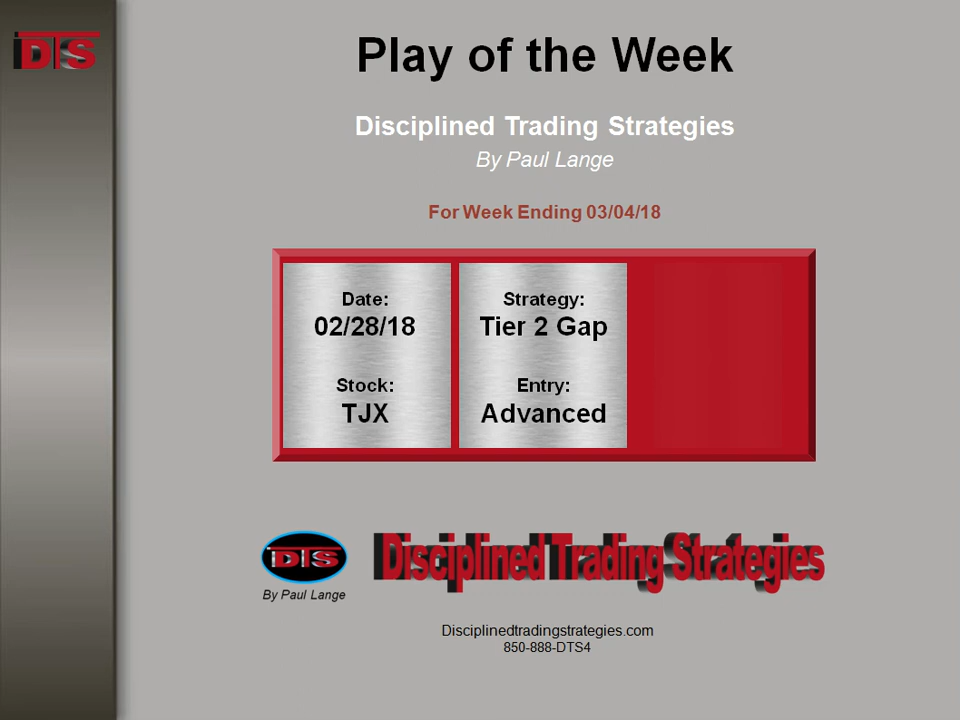 DTS
Play of the Week
Disciplined Trading Strategies
By Paul Lange
For Week Ending 03/04/18
Date:
02/28/18
Stock:
TJX
Strategy:
Tier 2 Gap
Entry:
Advanced
DTS
By Paul Lange
Disciplined Trading Strategies
Disciplinedtradingstrategies.com
850-888-DTS4